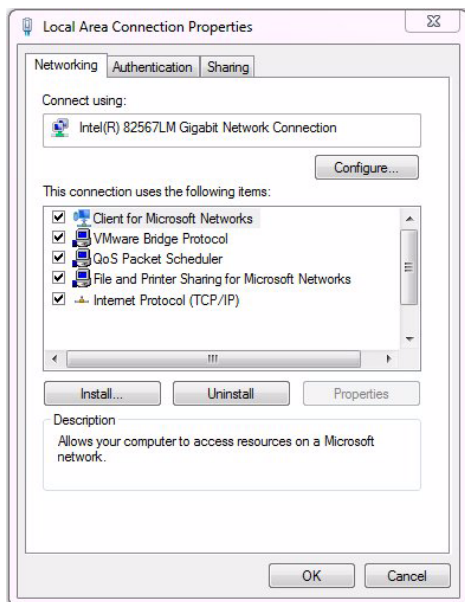 Local Area Connection Properties
Networking Authentication Sharing
Connect using:
Intel(R) 82567LM Gigabit Network Connection
Configure...
This connection uses the following items:
Client for Microsoft Networks
VMware Bridge Protocol
QoS Packet Scheduler
File and Printer Sharing for Microsoft Networks
Internet Protocol (TCP/IP)
Install... Uninstall Properties
Description
Allows your computer to access resources on a Microsoft
network.
OK Cancel